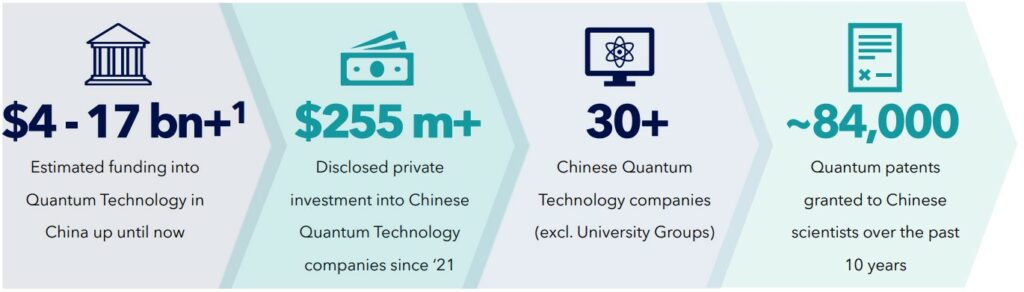 $4 - 17 bn+¹
Estimated funding into
Quantum Technology in
China up until now
$255 m+
Disclosed private
investment into Chinese
Quantum Technology
companies since ‘21
30+
Chinese Quantum
Technology companies
(excl. University Groups)
~84,000
Quantum patents
granted to Chinese
scientists over the past
10 years